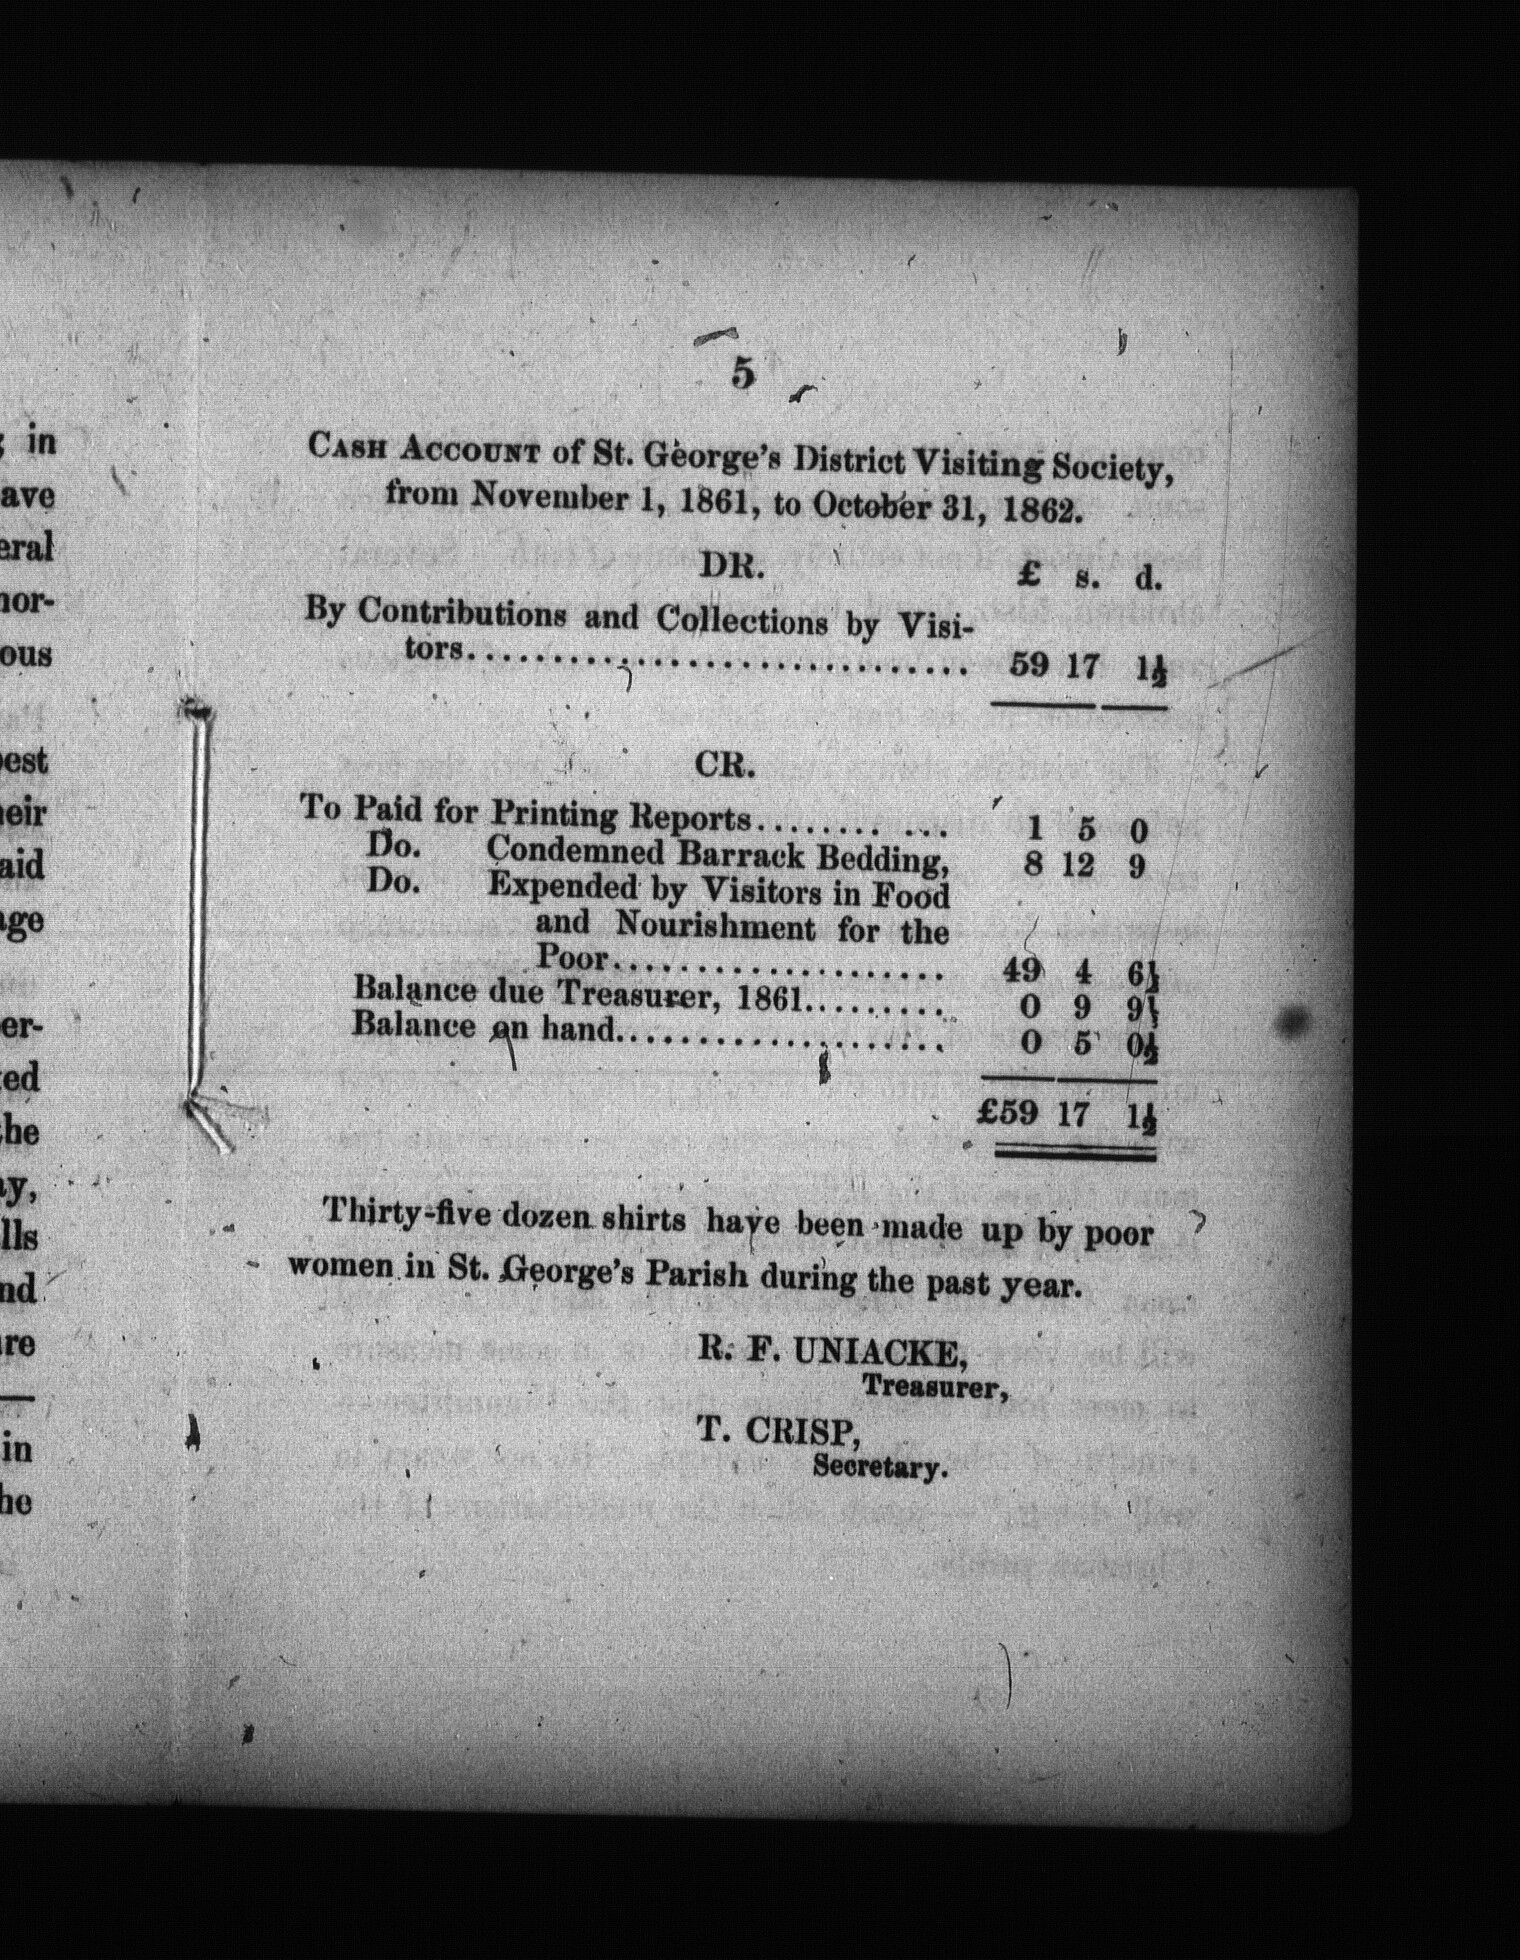 5
CASH ACCOUNT of St. George's District Visiting Society,
from November 1, 1861, to October 31, 1862.
DR. £ s. d.
By Contributions and Collections by Visi-
tors.............................. 59 17 1½
CR.
To Paid for Printing Reports........ ... 1 5 0
Do. Condemned Barrack Bedding, 8 12 9
Do. Expended by Visitors in Food
and Nourishment for the
Poor.................... 49 4 6½
Balance due Treasurer, 1861......... 0 9 9½
Balance on hand.................... 0 5 0½
£59 17 1½
Thirty-five dozen shirts have been made up by poor
women in St. George's Parish during the past year.
R. F. UNIACKE,
Treasurer,
T. CRISP,
Secretary.